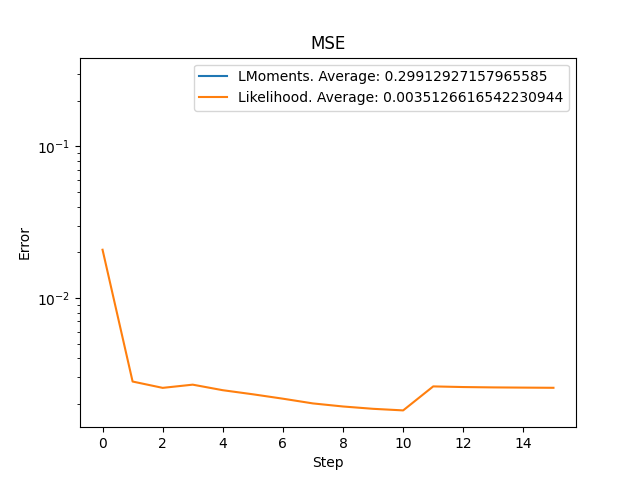 MSE
LMoments. Average: 0.29912927157965585
Likelihood. Average: 0.0035126616542230944
Error
10⁻¹
10⁻²
0 2 4 6 8 10 12 14
Step